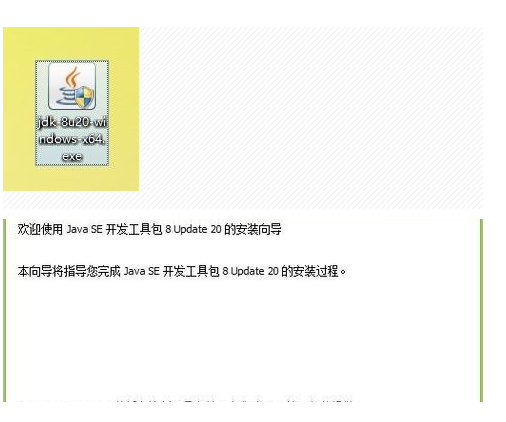 jdk-8u20-wi
ndows-x64.
exe
欢迎使用 Java SE 开发工具包 8 Update 20 的安装向导
本向导将指导您完成 Java SE 开发工具包 8 Update 20 的安装过程。